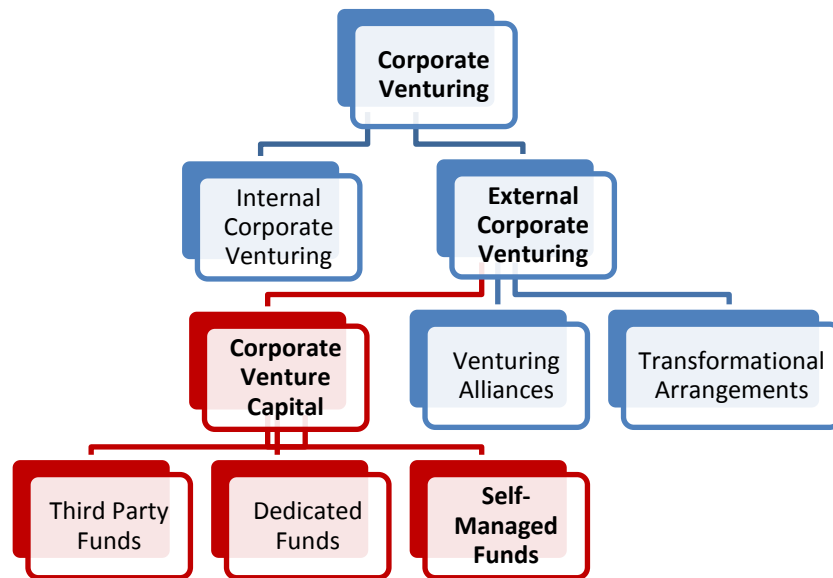 Corporate
Venturing
Internal
Corporate
Venturing
External
Corporate
Venturing
Corporate
Venture
Capital
Venturing
Alliances
Transformational
Arrangements
Third Party
Funds
Dedicated
Funds
Self-
Managed
Funds